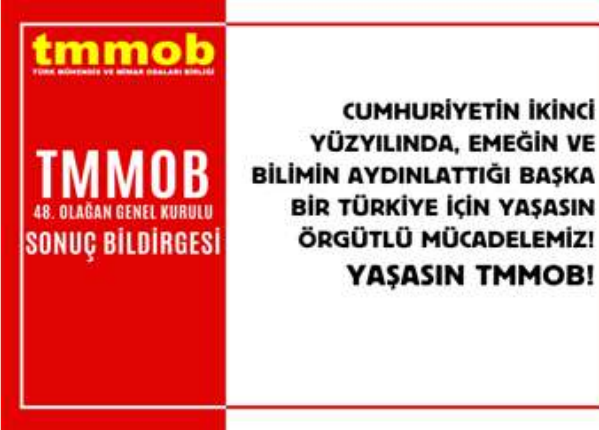 tmmob
TÜRK MÜHENDİS VE MİMAR ODALARI BİRLİĞİ
TMMOB
48. OLAĞAN GENEL KURULU
SONUÇ BİLDİRGESİ
CUMHURİYETİN İKİNCİ
YÜZYILINDA, EMEĞİN VE
BİLİMİN AYDINLATTIĞI BAŞKA
BİR TÜRKİYE İÇİN YAŞASIN
ÖRGÜTLÜ MÜCADELEMİZ!
YAŞASIN TMMOB!